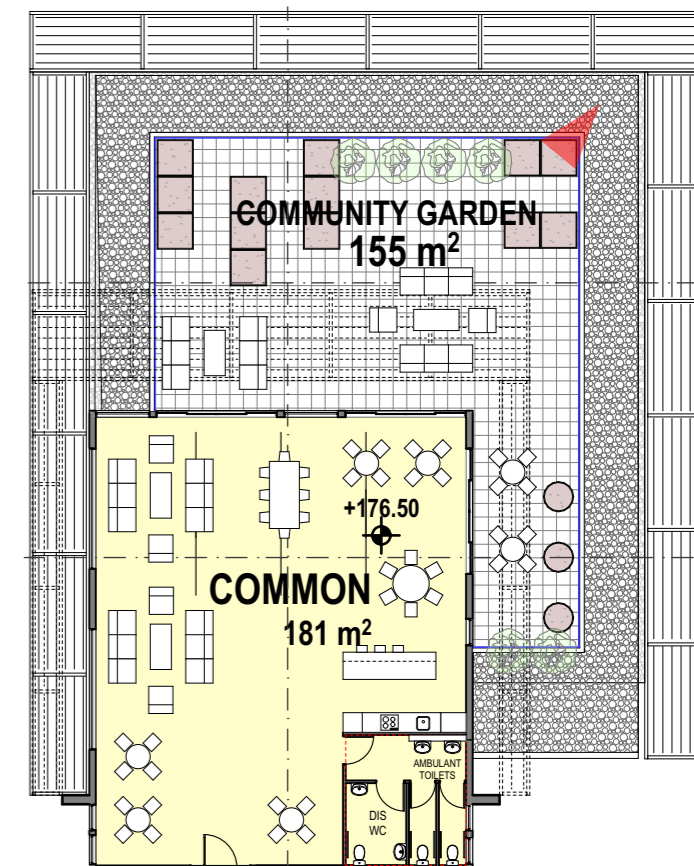 COMMUNITY GARDEN
155 m²
+176.50
COMMON
181 m²
AMBULANT
TOILETS
DIS
WC